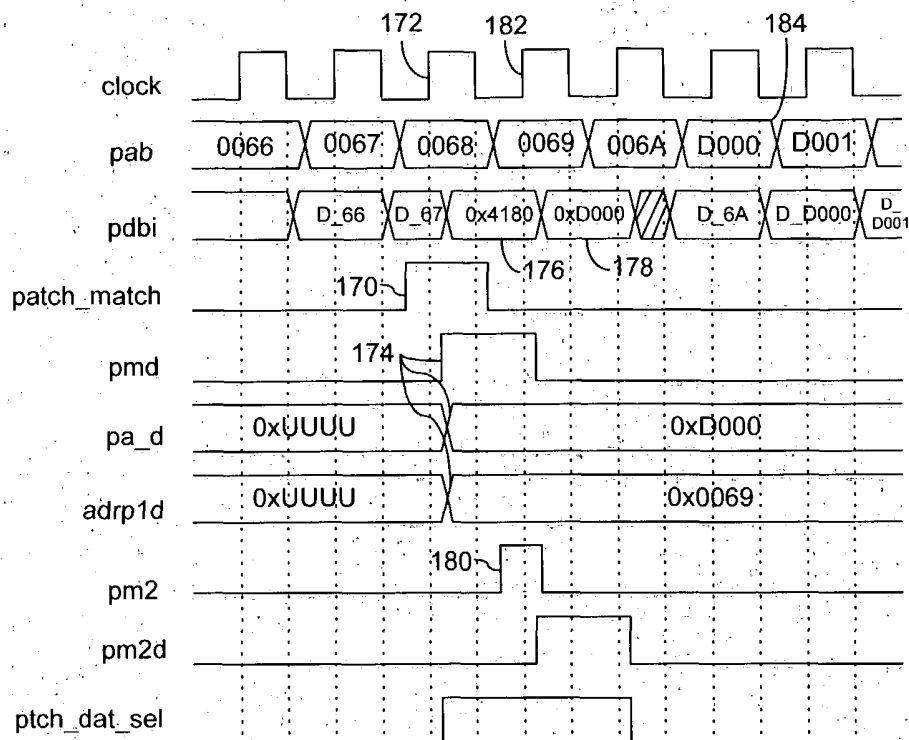 172 182 184
clock
pab 0066 0067 0068 0069 006A D000 D001
pdbi D_66 D_67 0x4180 0xD000 D_6A D_D000 D_
D001
176 178
patch_match 170
pmd 174
pa_d 0xUUUU 0xD000
adrp1d 0xUUUU 0x0069
pm2 180
pm2d
ptch_dat_sel